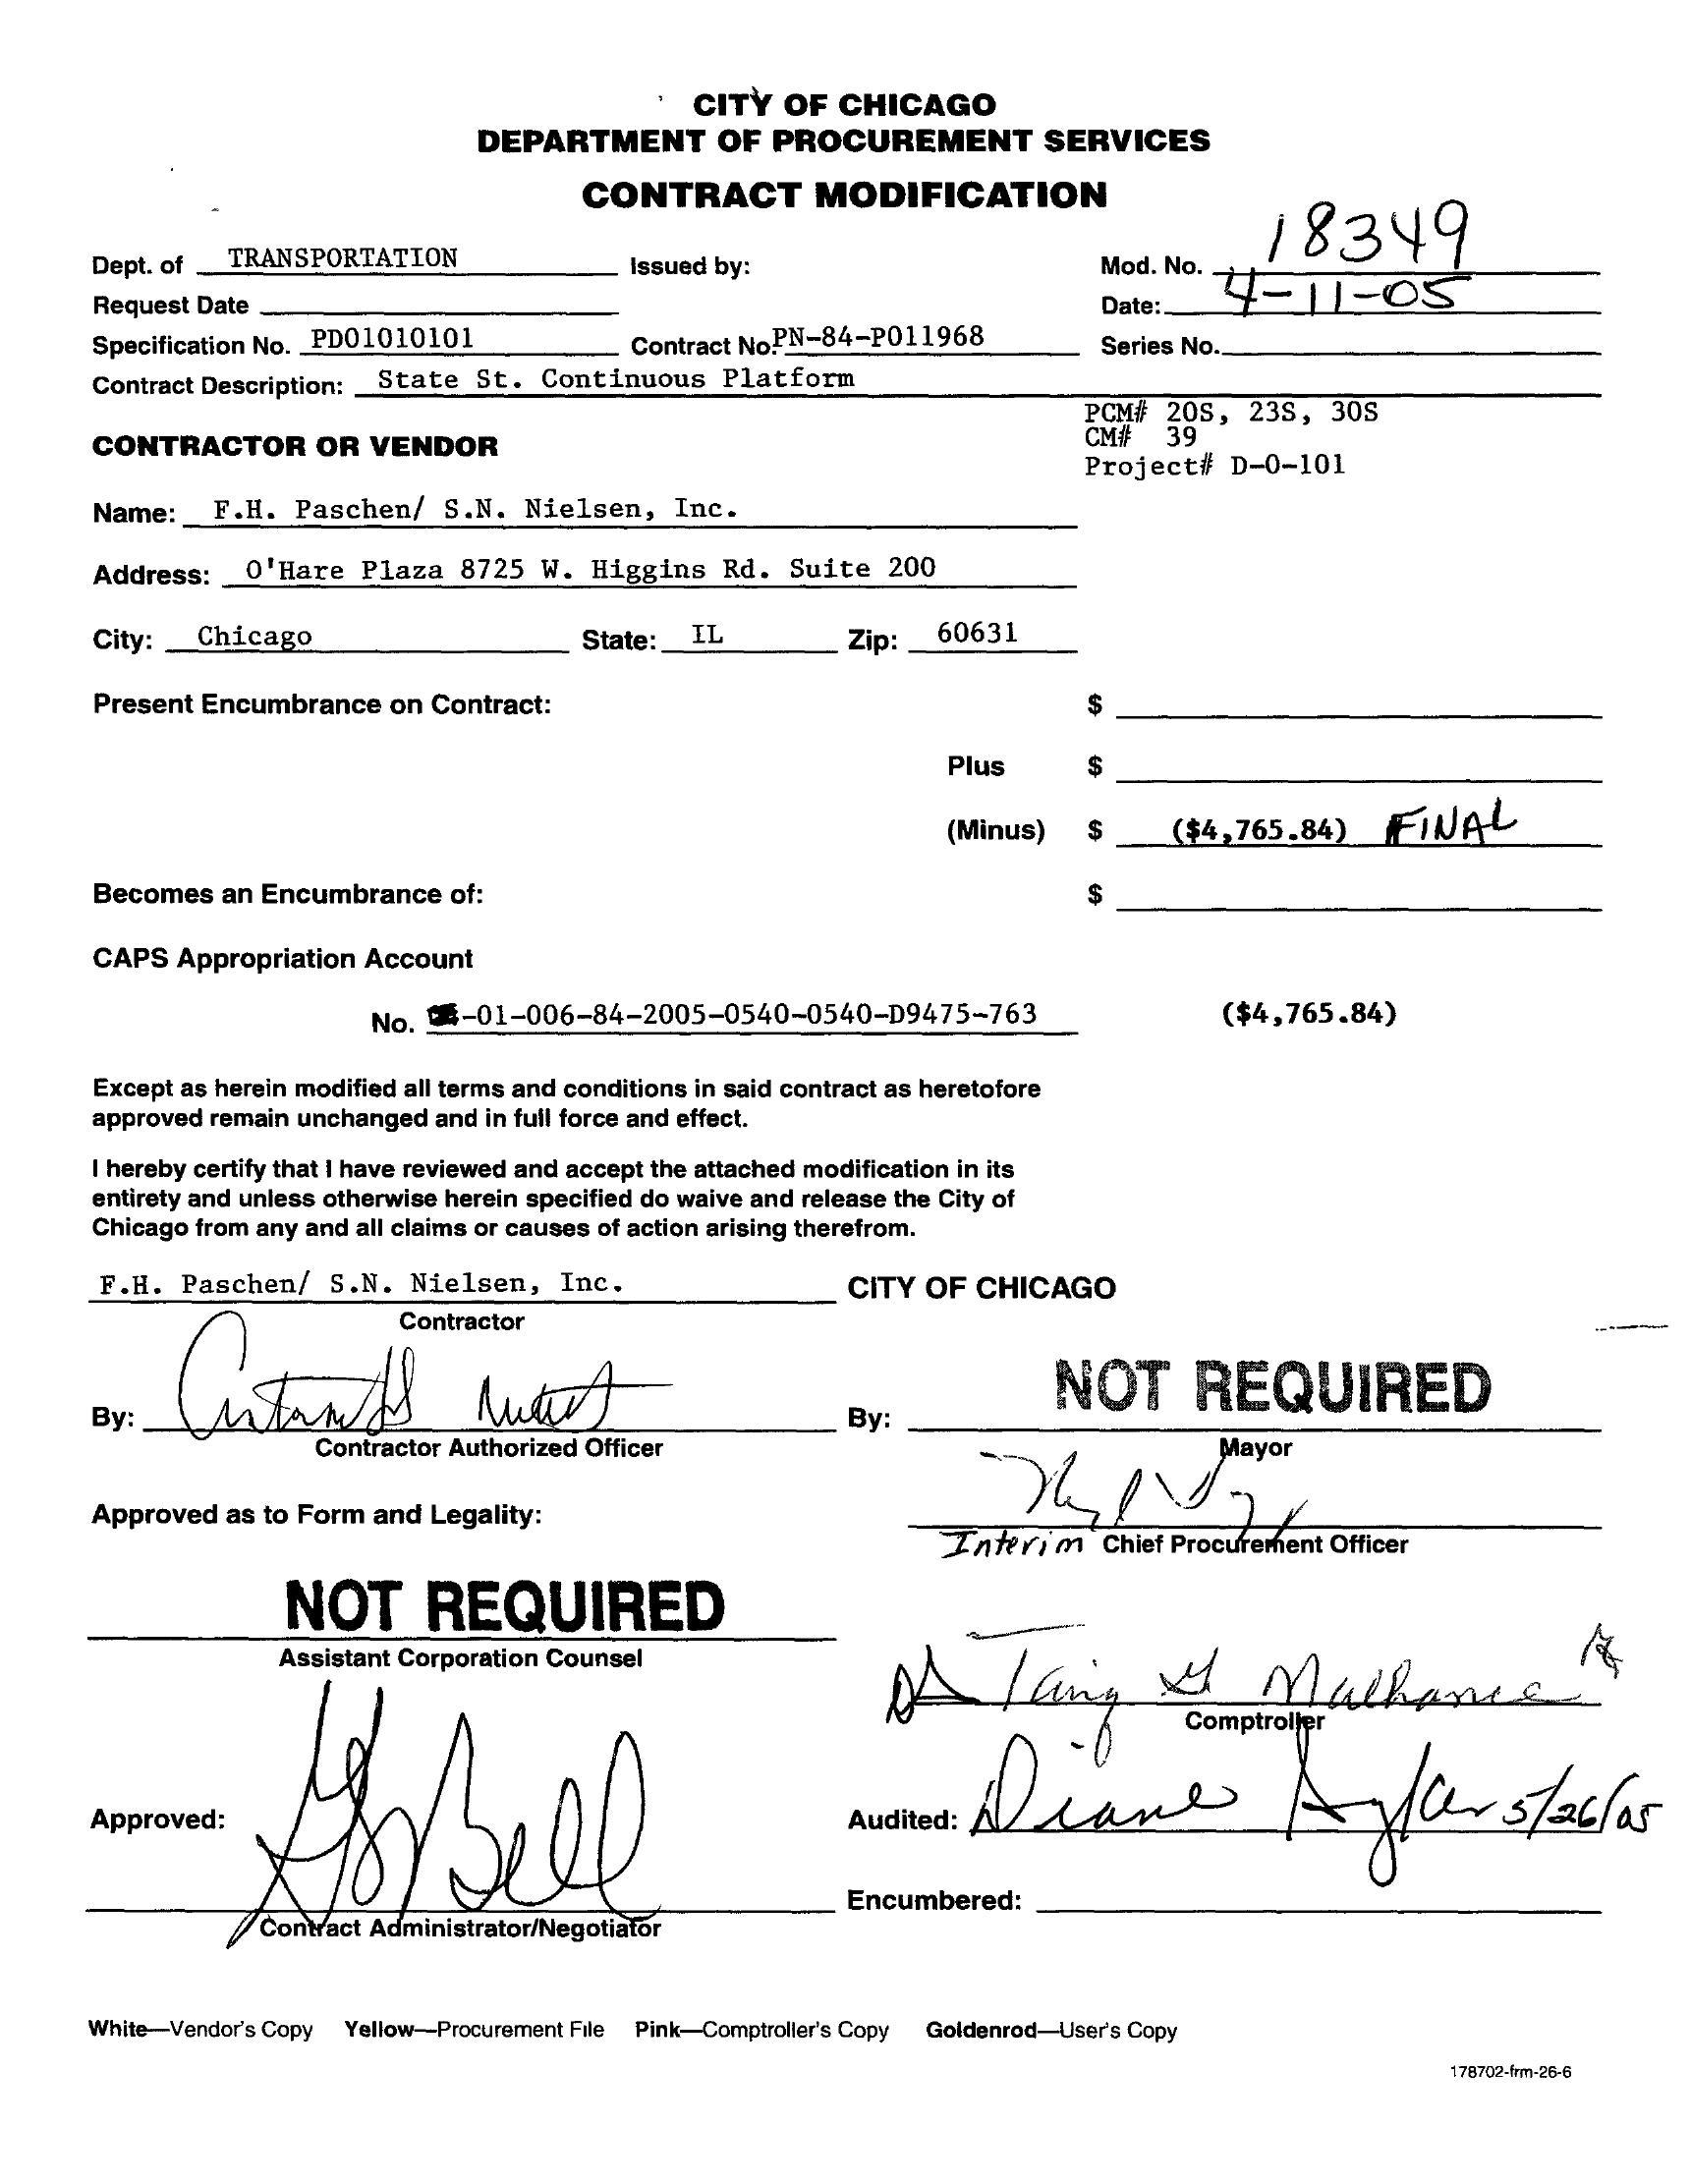 CITY OF CHICAGO
DEPARTMENT OF PROCUREMENT SERVICES
CONTRACT MODIFICATION
Dept. of TRANSPORTATION Issued by: Mod. No. 18349
Request Date Date: 4-11-05
Specification No. PD01010101 Contract No. PN-84-P011968 Series No.
Contract Description: State St. Continuous Platform
PCM# 20S, 23S, 30S
CM# 39
Project# D-0-101
CONTRACTOR OR VENDOR
Name: F.H. Paschen/ S.N. Nielsen, Inc.
Address: O'Hare Plaza 8725 W. Higgins Rd. Suite 200
City: Chicago State: IL Zip: 60631
Present Encumbrance on Contract: $
Plus $
(Minus) $ ($4,765.84) FINAL
Becomes an Encumbrance of: $
CAPS Appropriation Account
No. -01-006-84-2005-0540-0540-D9475-763 ($4,765.84)
Except as herein modified all terms and conditions in said contract as heretofore
approved remain unchanged and in full force and effect.
I hereby certify that I have reviewed and accept the attached modification in its
entirety and unless otherwise herein specified do waive and release the City of
Chicago from any and all claims or causes of action arising therefrom.
F.H. Paschen/ S.N. Nielsen, Inc. CITY OF CHICAGO
Contractor
NOT REQUIRED
By: By:
Contractor Authorized Officer Mayor
Approved as to Form and Legality:
Interim Chief Procurement Officer
NOT REQUIRED
Assistant Corporation Counsel
Comptroller
Approved: Bell Audited: Diane 5/26/05
Encumbered:
Contract Administrator/Negotiator
White—Vendor's Copy Yellow—Procurement File Pink—Comptroller's Copy Goldenrod—User's Copy
178702-frm-26-6